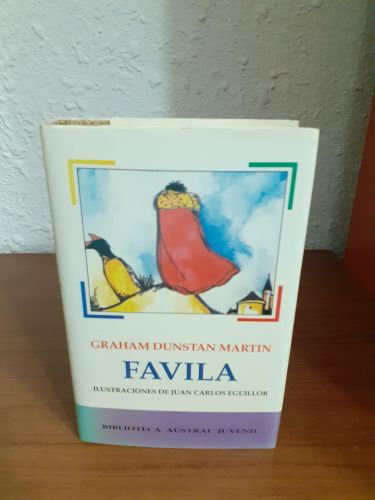 GRAHAM DUNSTAN MARTIN
FAVILA
ILUSTRACIONES DE JUAN CARLOS EGUILLOR
BIBLIOTECA AUSTRAL JUVENIL